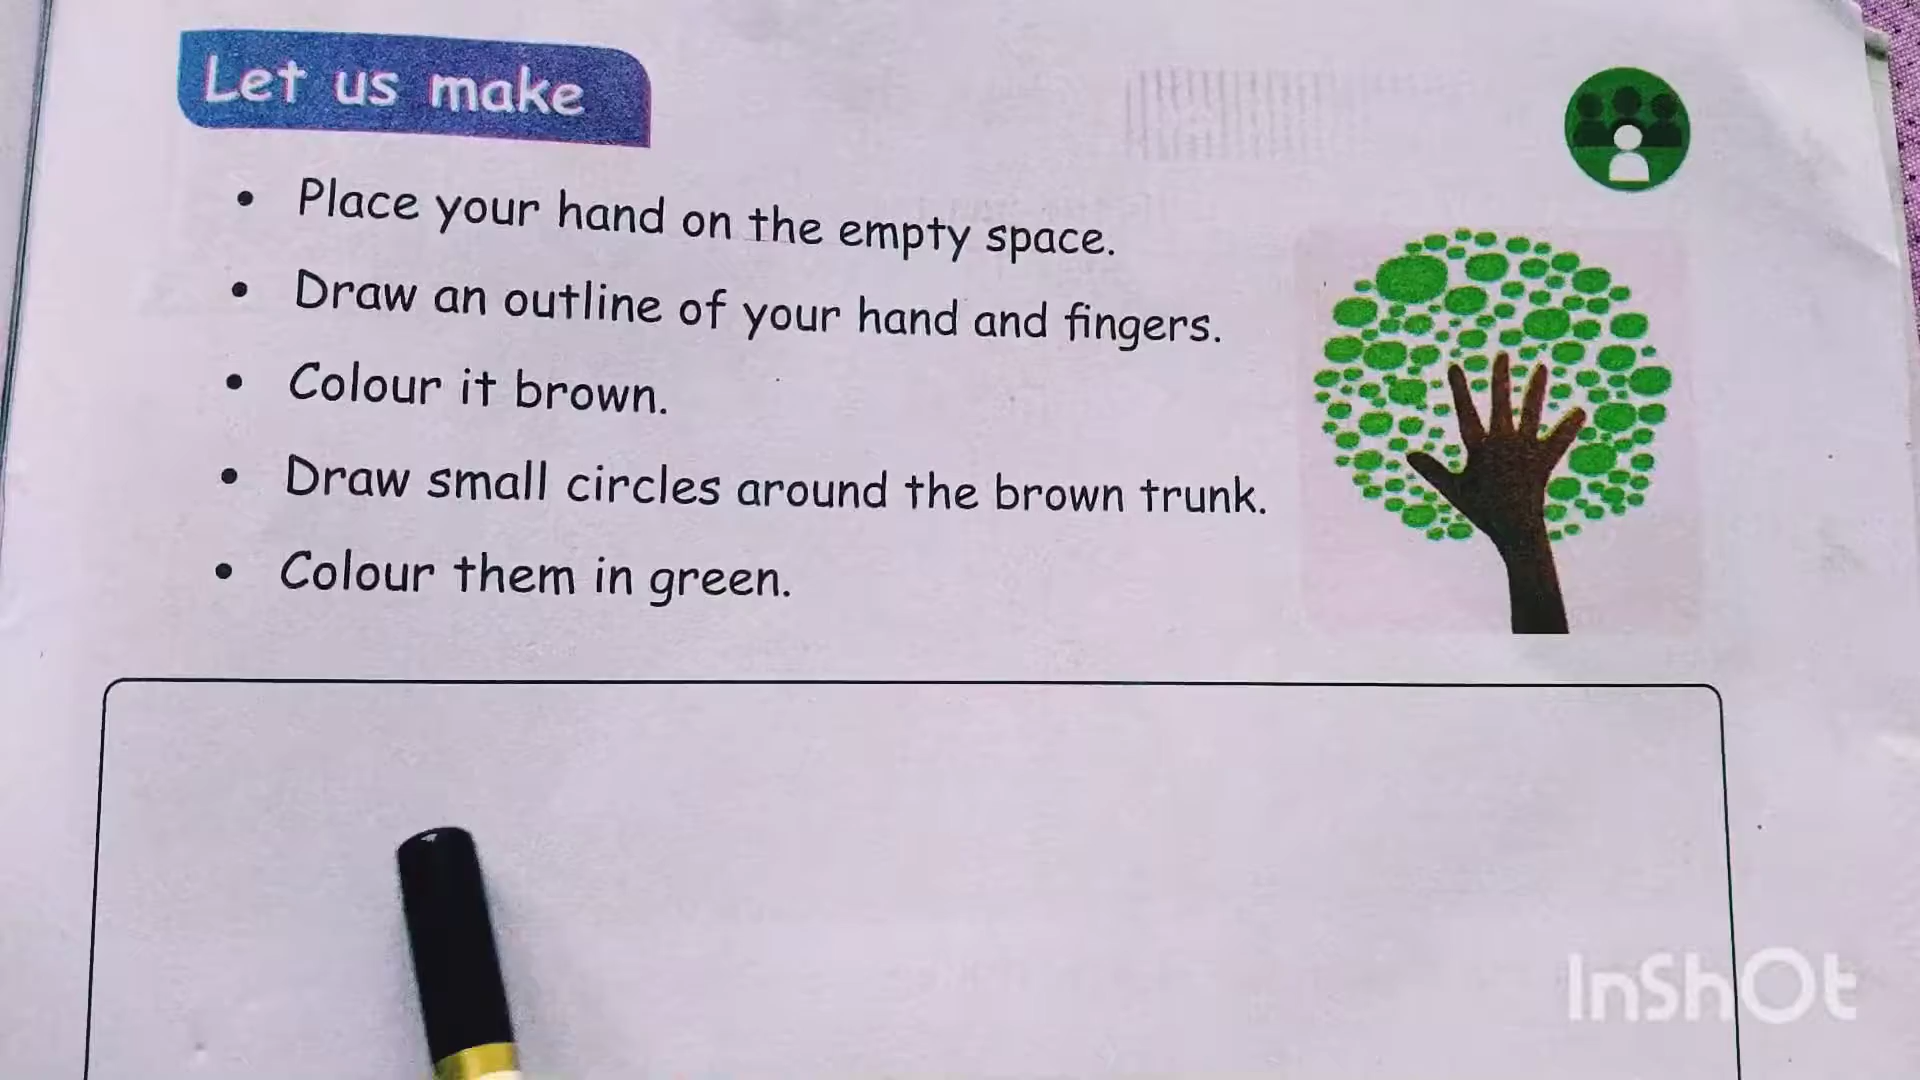 Let us make
• Place your hand on the empty space.
• Draw an outline of your hand and fingers.
• Colour it brown.
• Draw small circles around the brown trunk.
• Colour them in green.
InShOt